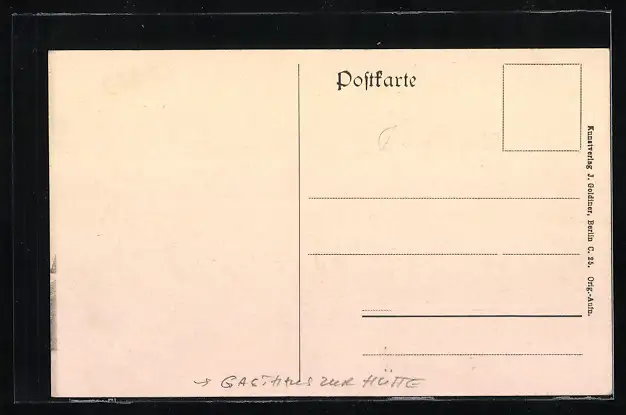 Postkarte
Kunstverlag J. Goldiner, Berlin C. 25. Orig.-Aufn.
→ GASTHAUS ZUR HÜTTE